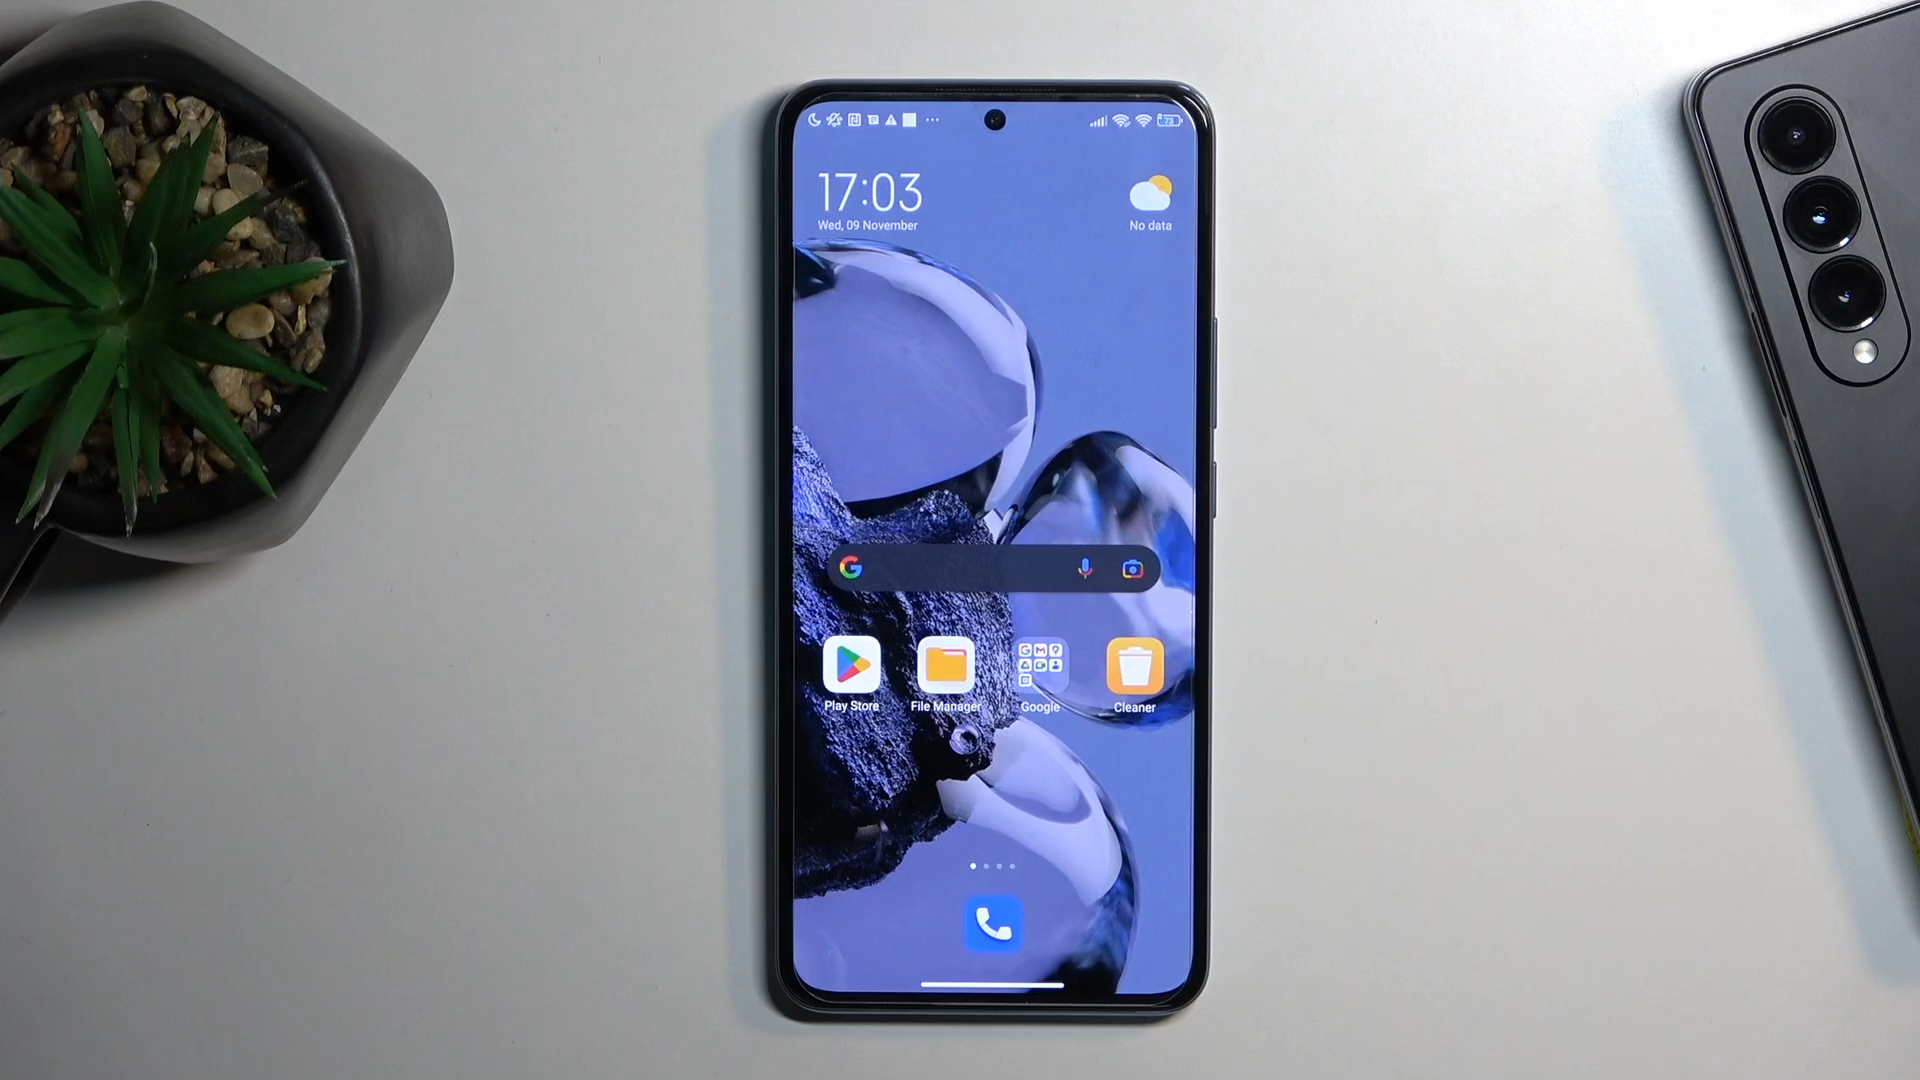 17:03
Wed, 09 November
No data
Play Store
File Manager
Google
Cleaner